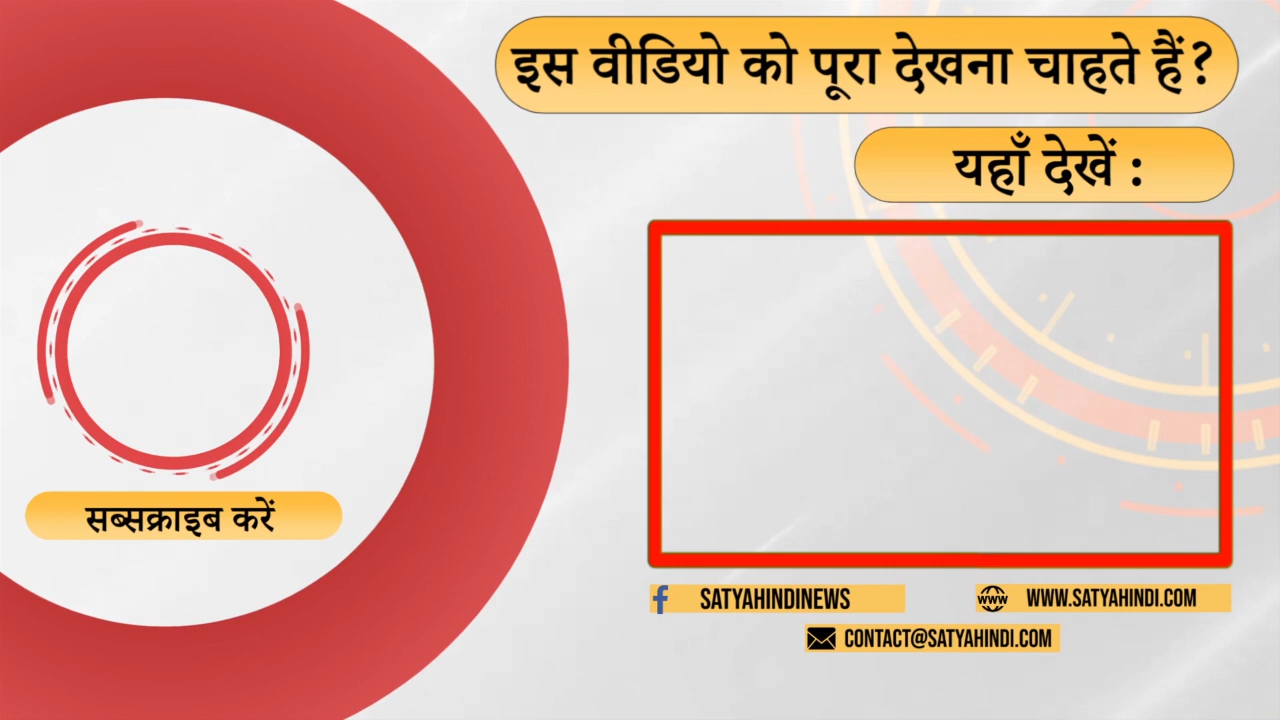 इस वीडियो को पूरा देखना चाहते हैं?
यहाँ देखें :
सब्सक्राइब करें
SATYAHINDINEWS
WWW.SATYAHINDI.COM
CONTACT@SATYAHINDI.COM